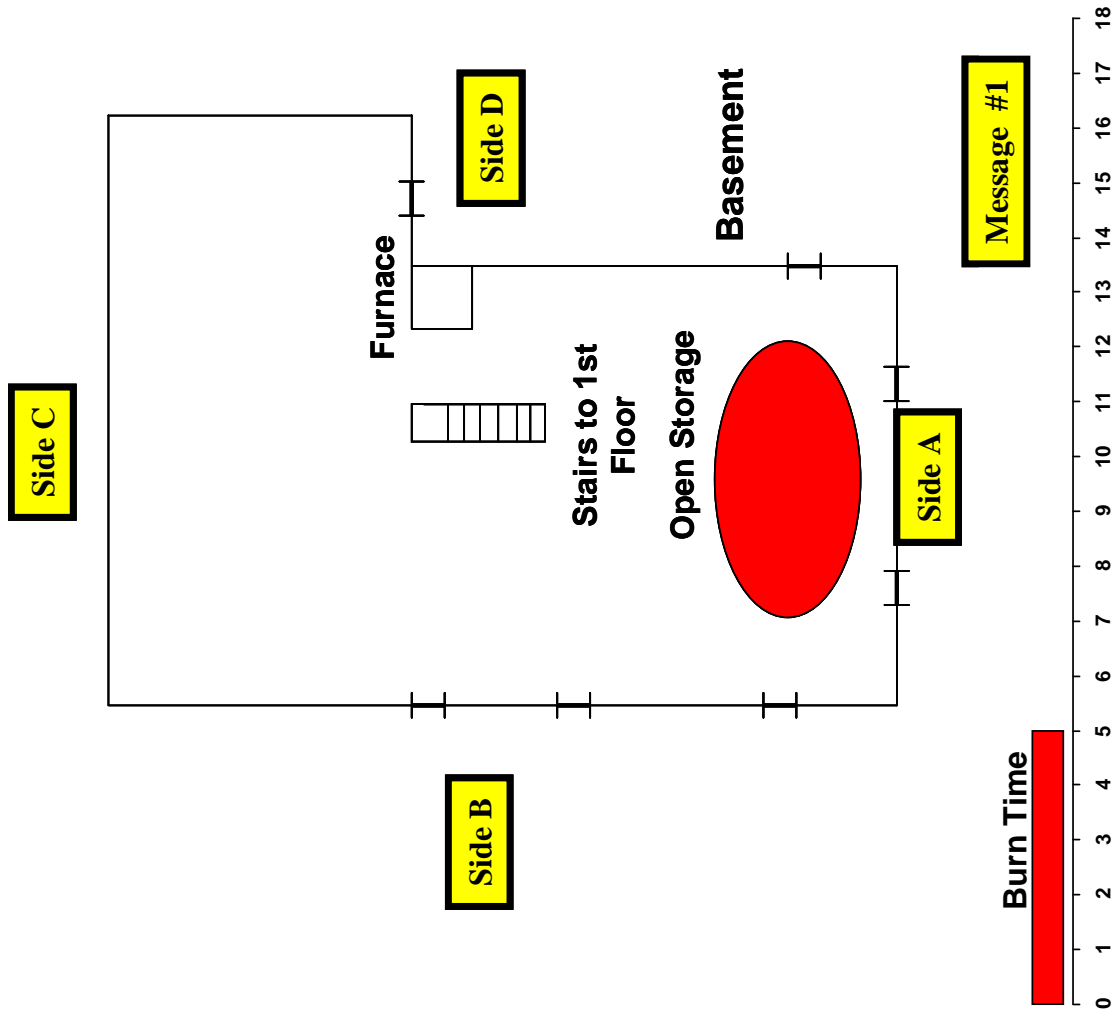 Side C
Side D
Furnace
Stairs to 1st
Floor
Side B
Basement
Open Storage
Side A
Message #1
Burn Time
0 1 2 3 4 5 6 7 8 9 10 11 12 13 14 15 16 17 18